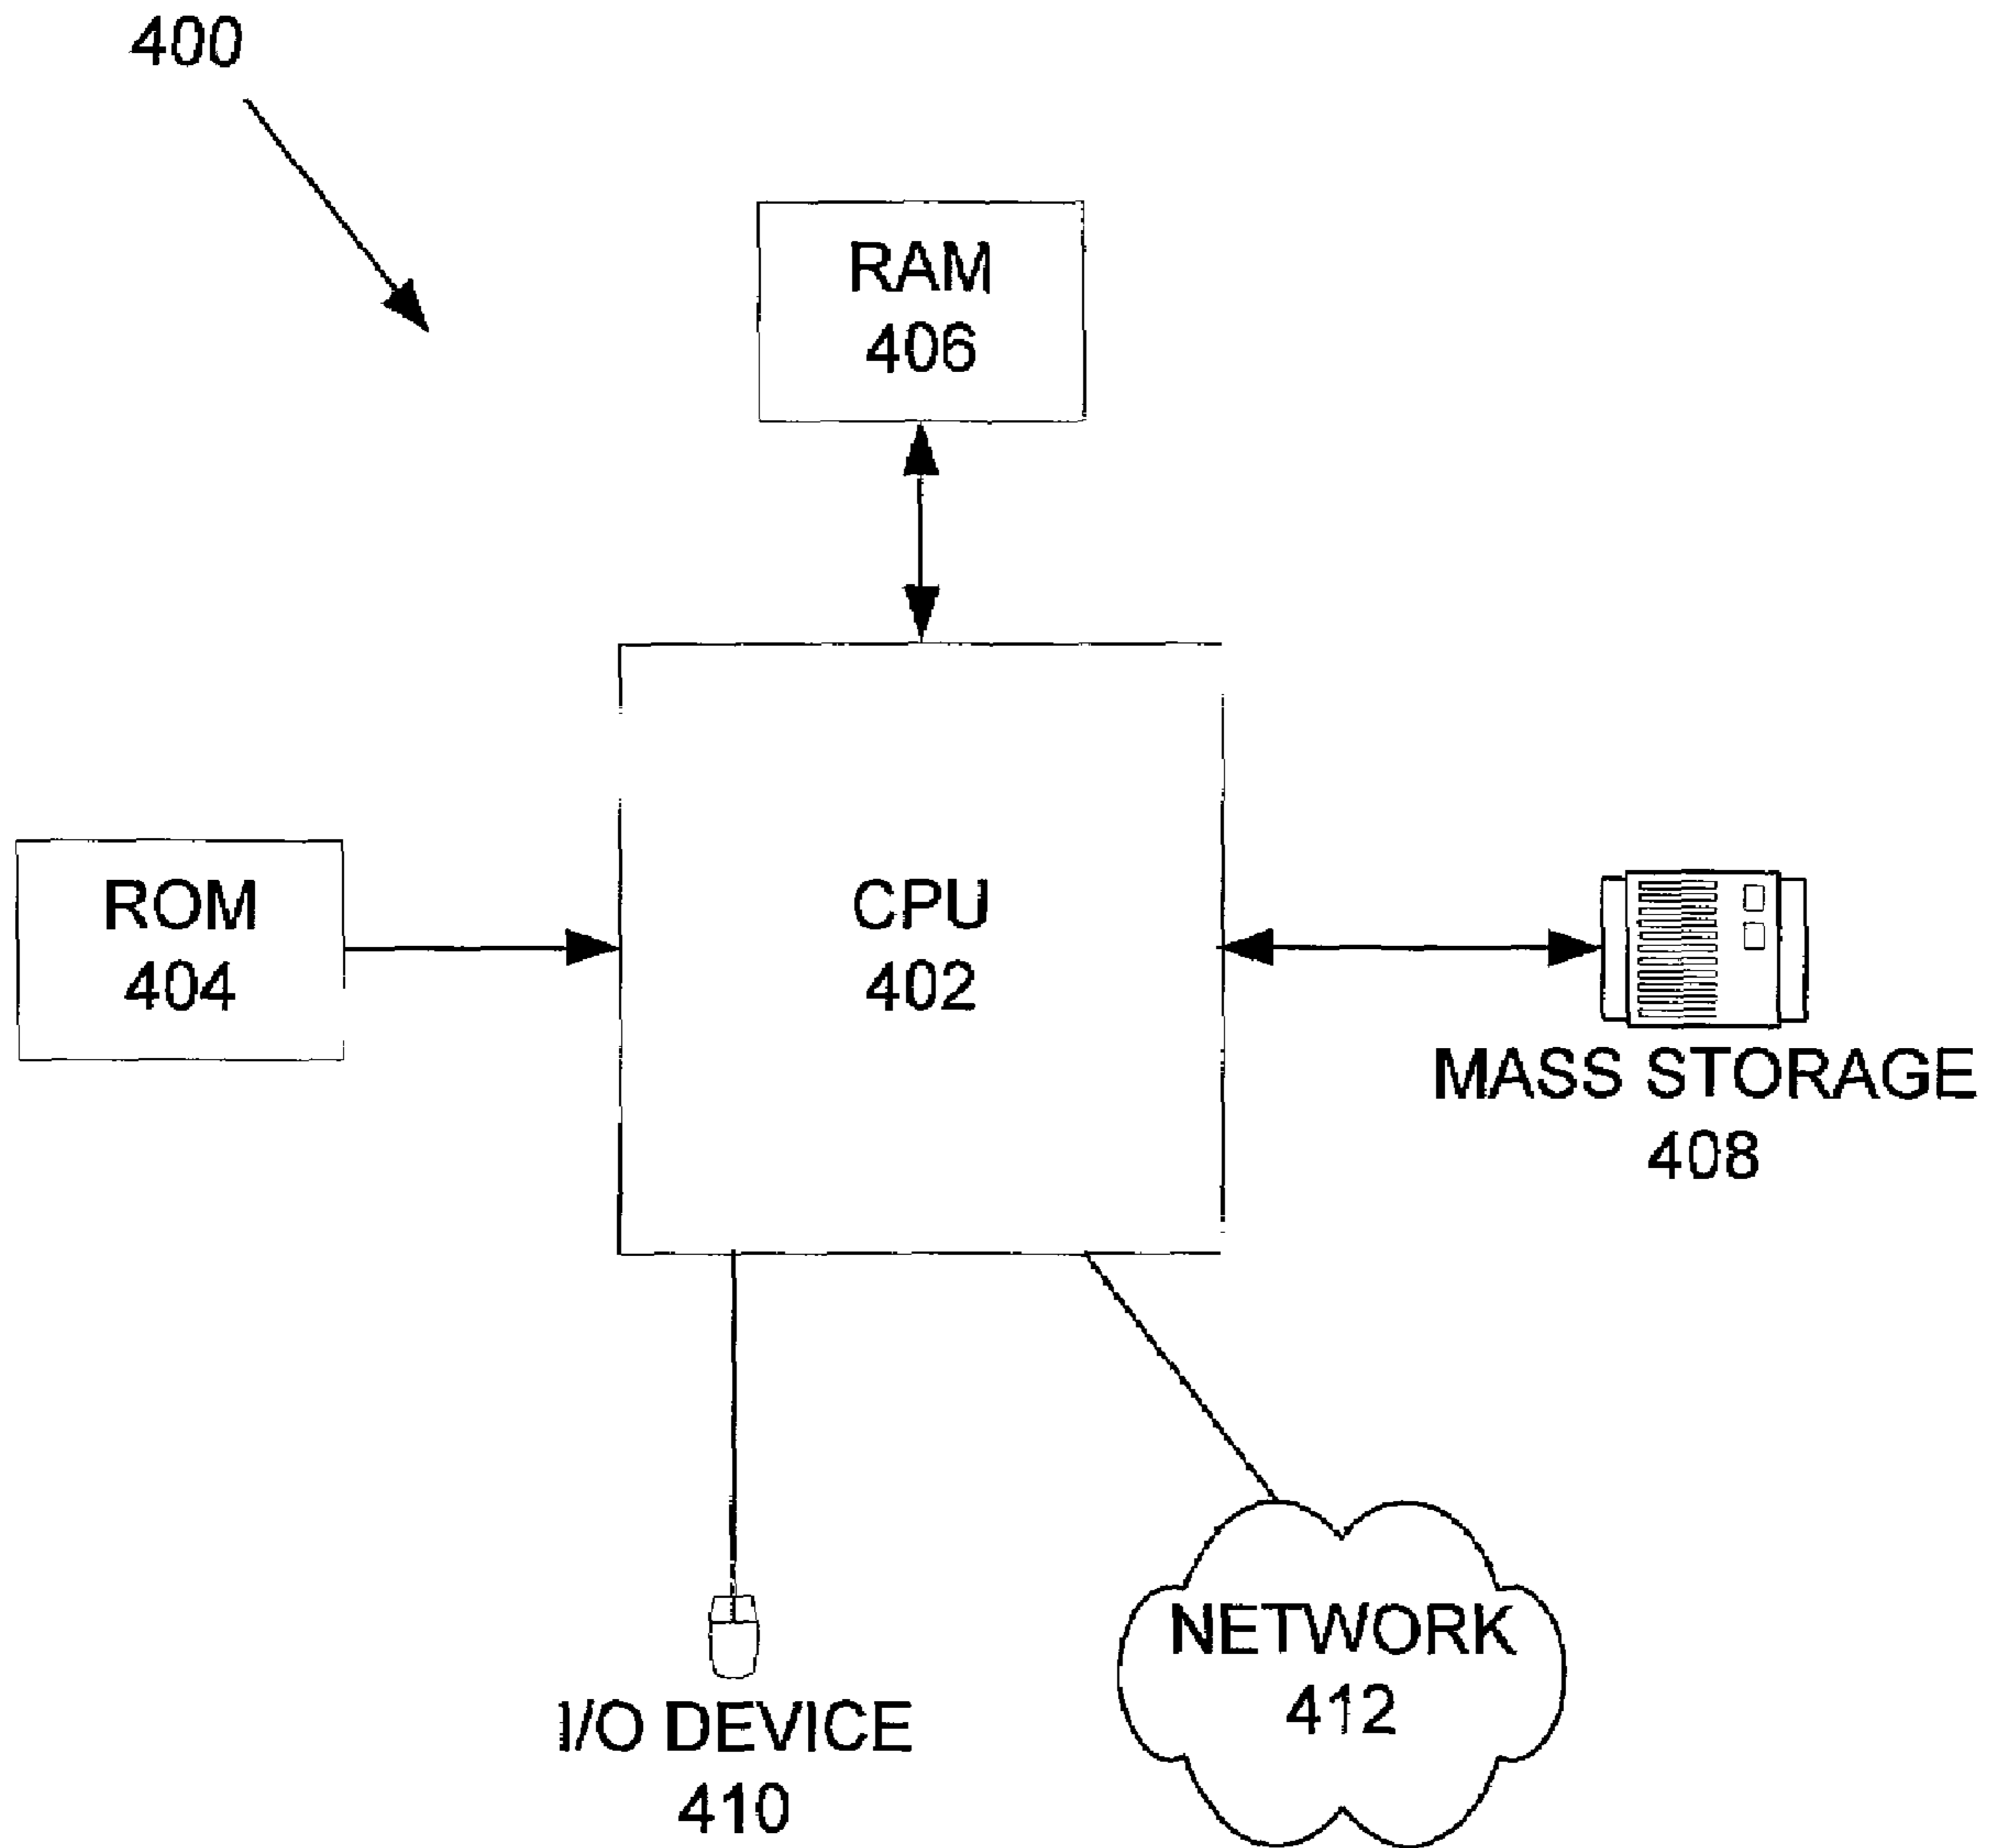 400
RAM
406
ROM
404
CPU
402
MASS STORAGE
408
I/O DEVICE
410
NETWORK
412